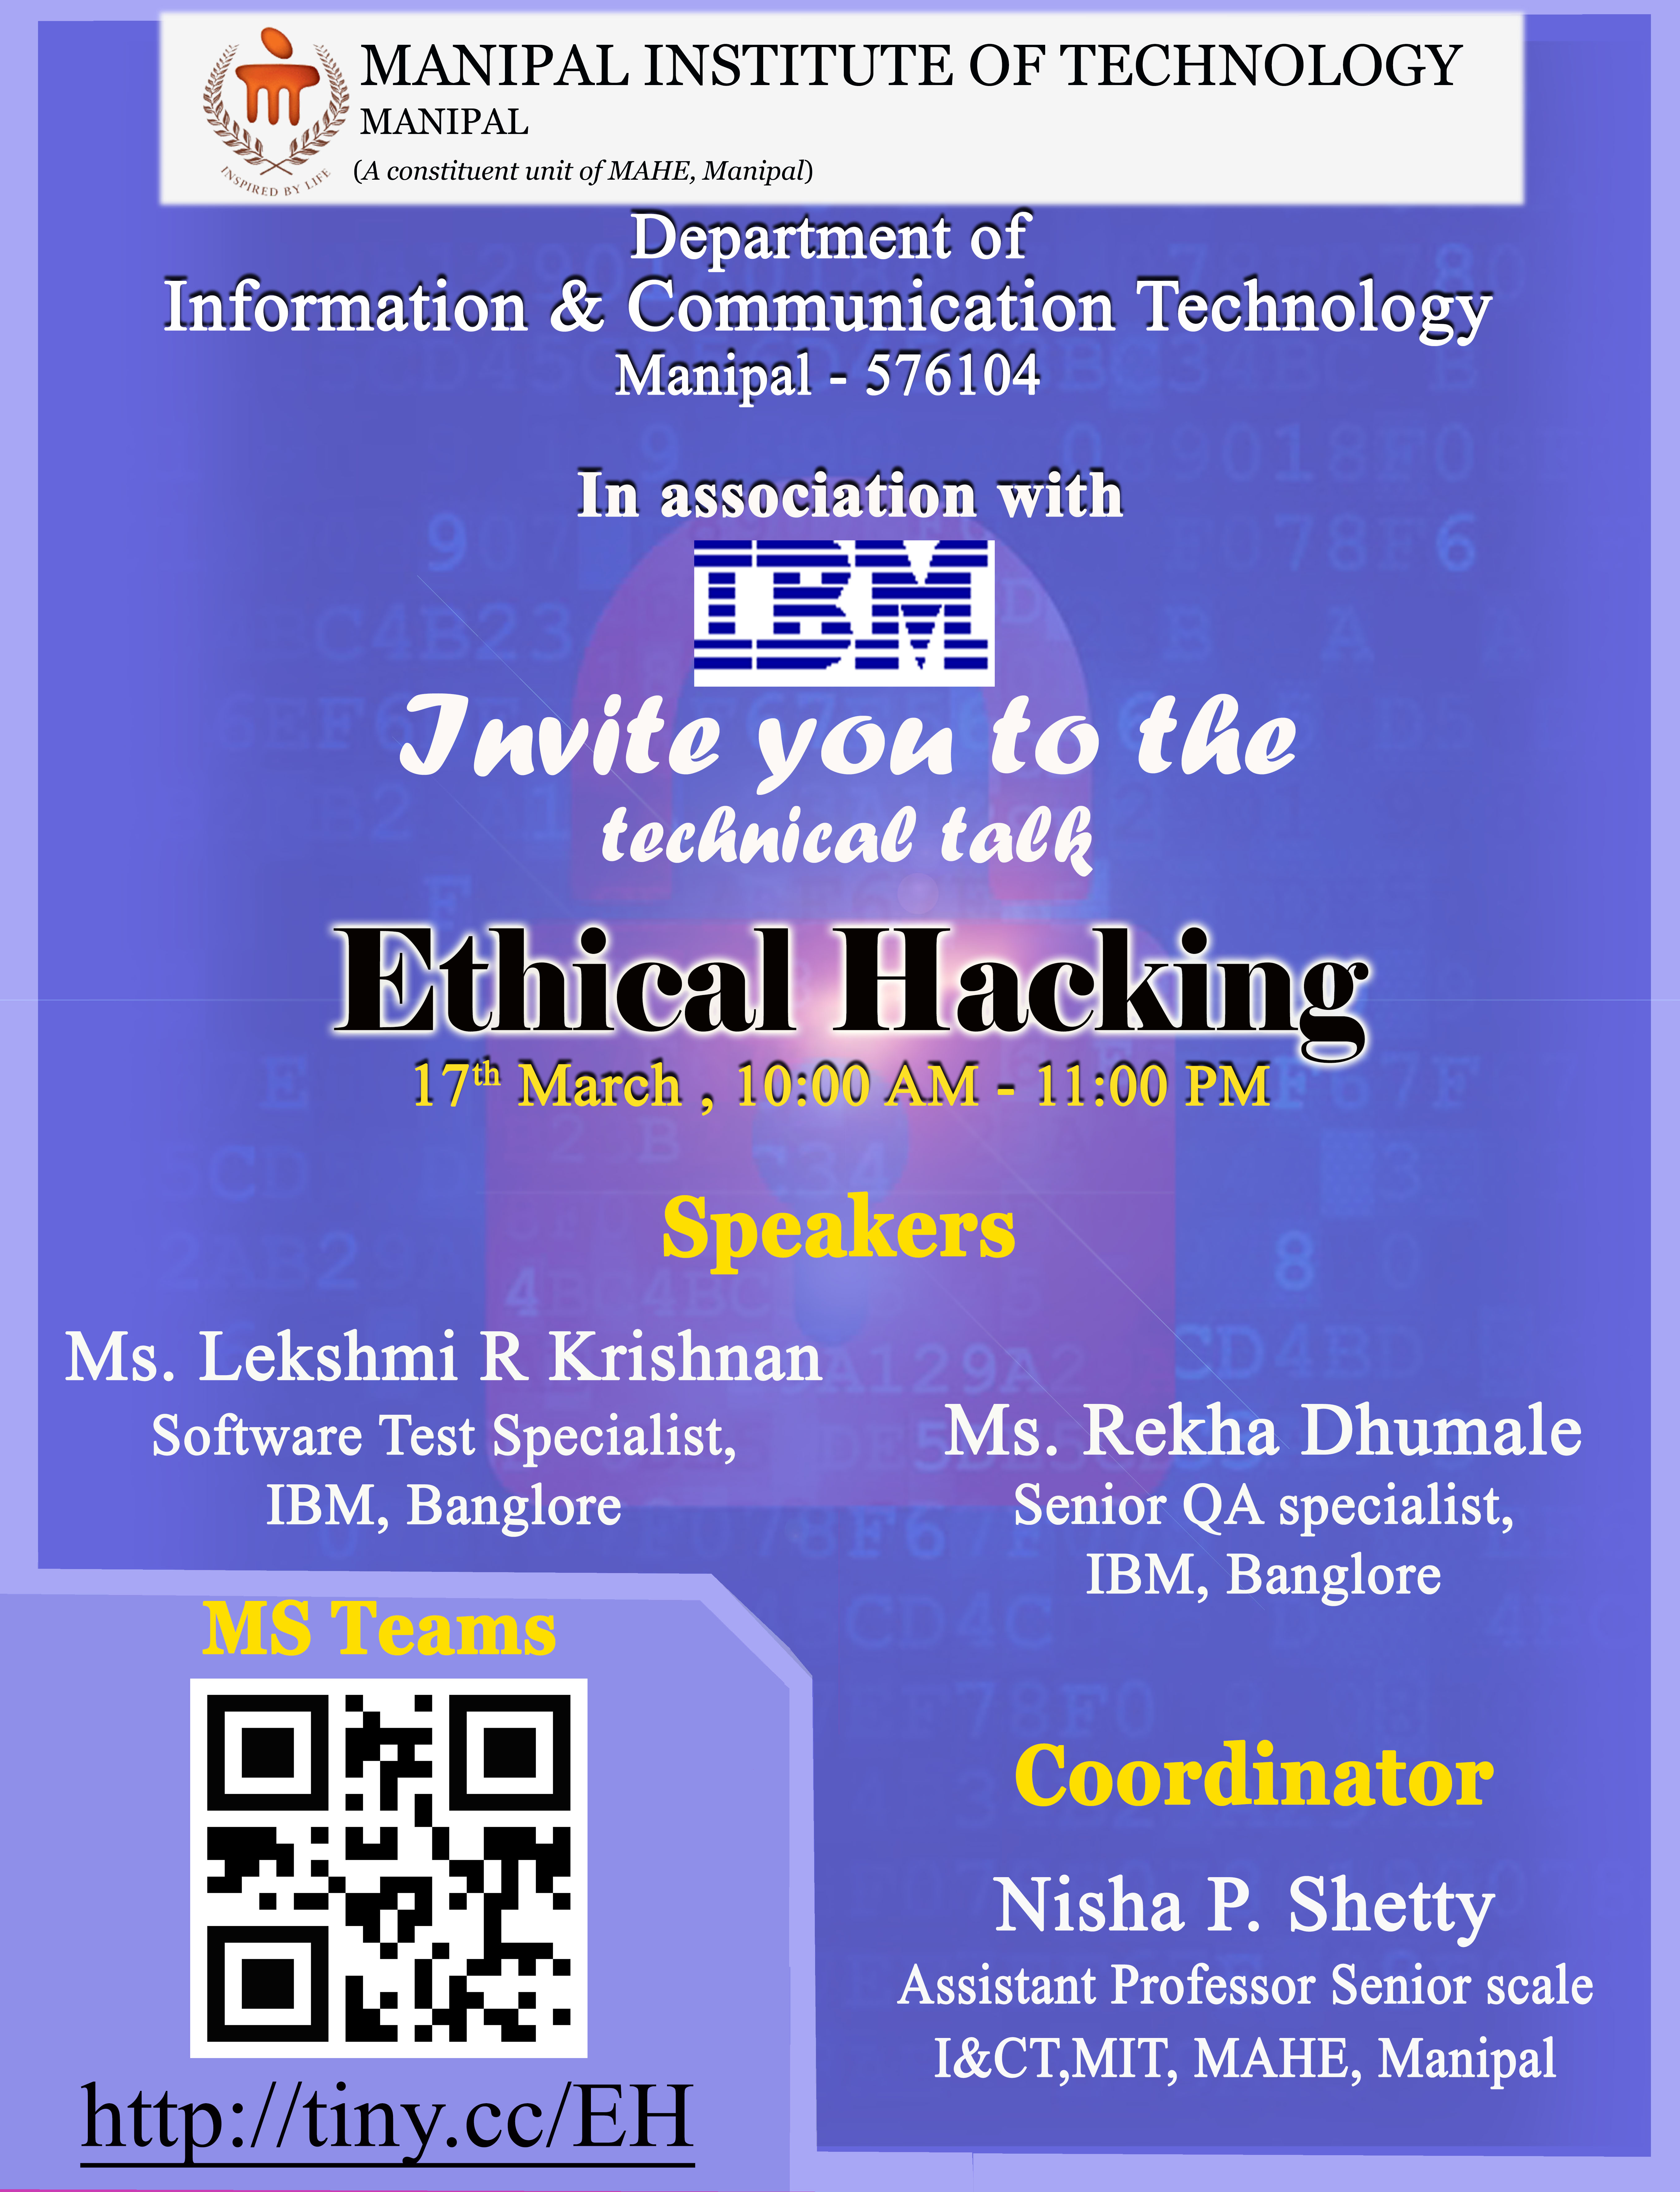 MANIPAL INSTITUTE OF TECHNOLOGY
MANIPAL
(A constituent unit of MAHE, Manipal)
INSPIRED BY LIFE
Department of
Information & Communication Technology
Manipal - 576104
In association with
IBM
Invite you to the
technical talk
Ethical Hacking
17th March , 10:00 AM - 11:00 PM
Speakers
Ms. Lekshmi R Krishnan
Software Test Specialist,
IBM, Banglore
Ms. Rekha Dhumale
Senior QA specialist,
IBM, Banglore
MS Teams
http://tiny.cc/EH
Coordinator
Nisha P. Shetty
Assistant Professor Senior scale
I&CT,MIT, MAHE, Manipal